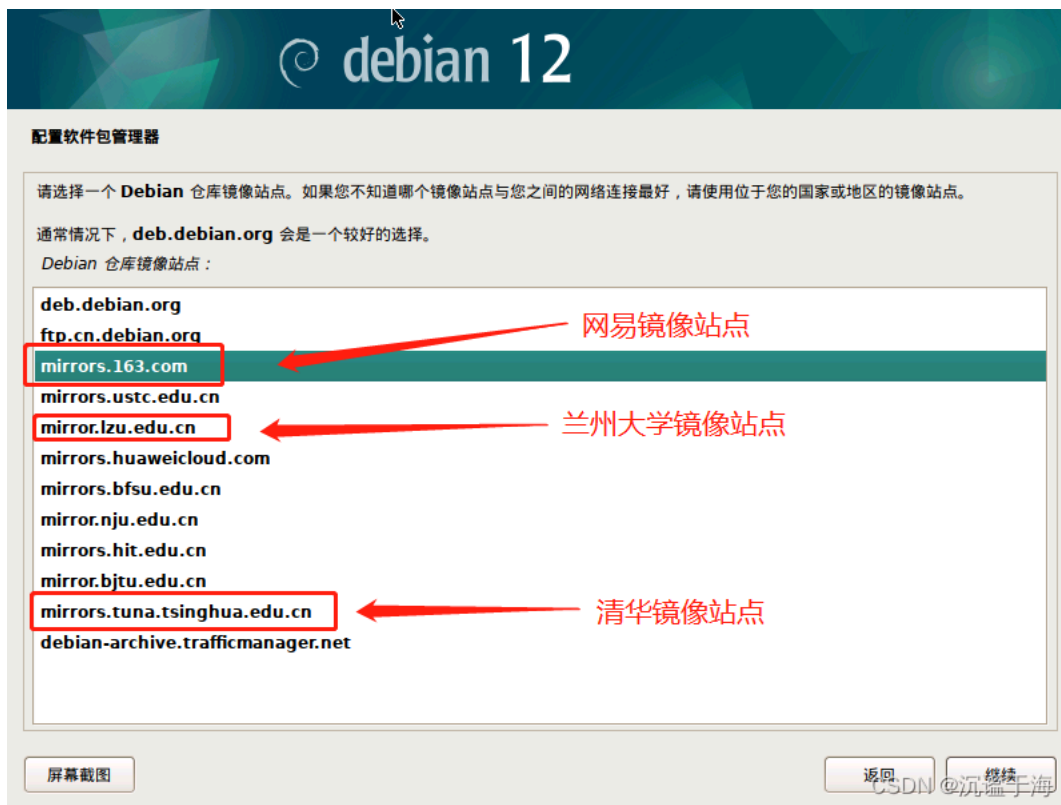 debian 12
配置软件包管理器
请选择一个 Debian 仓库镜像站点。如果您不知道哪个镜像站点与您之间的网络连接最好，请使用位于您的国家或地区的镜像站点。
通常情况下，deb.debian.org 会是一个较好的选择。
Debian 仓库镜像站点：
deb.debian.org
网易镜像站点
ftp.cn.debian.org
mirrors.163.com
mirrors.ustc.edu.cn
mirror.lzu.edu.cn
兰州大学镜像站点
mirrors.huaweicloud.com
mirrors.bfsu.edu.cn
mirror.nju.edu.cn
mirrors.hit.edu.cn
mirror.bjtu.edu.cn
mirrors.tuna.tsinghua.edu.cn
清华镜像站点
debian-archive.trafficmanager.net
屏幕截图
返回
继续
CSDN @沉谧于海